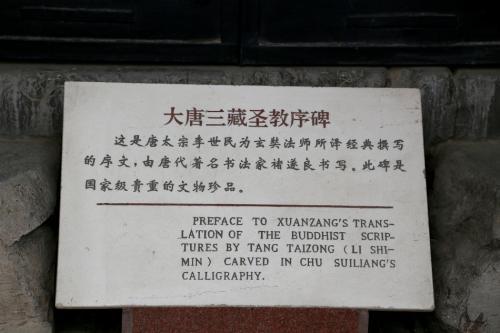 大唐三藏圣教序碑
这是唐太宗李世民为玄奘法师所译经典撰写
的序文，由唐代著名书法家褚遂良书写。此碑是
国家级贵重的文物珍品。
PREFACE TO XUANZANG'S TRANS-
LATION OF THE BUDDHIST SCRIP-
TURES BY TANG TAIZONG (LI SHI-
MIN) CARVED IN CHU SUILIANG'S
CALLIGRAPHY.